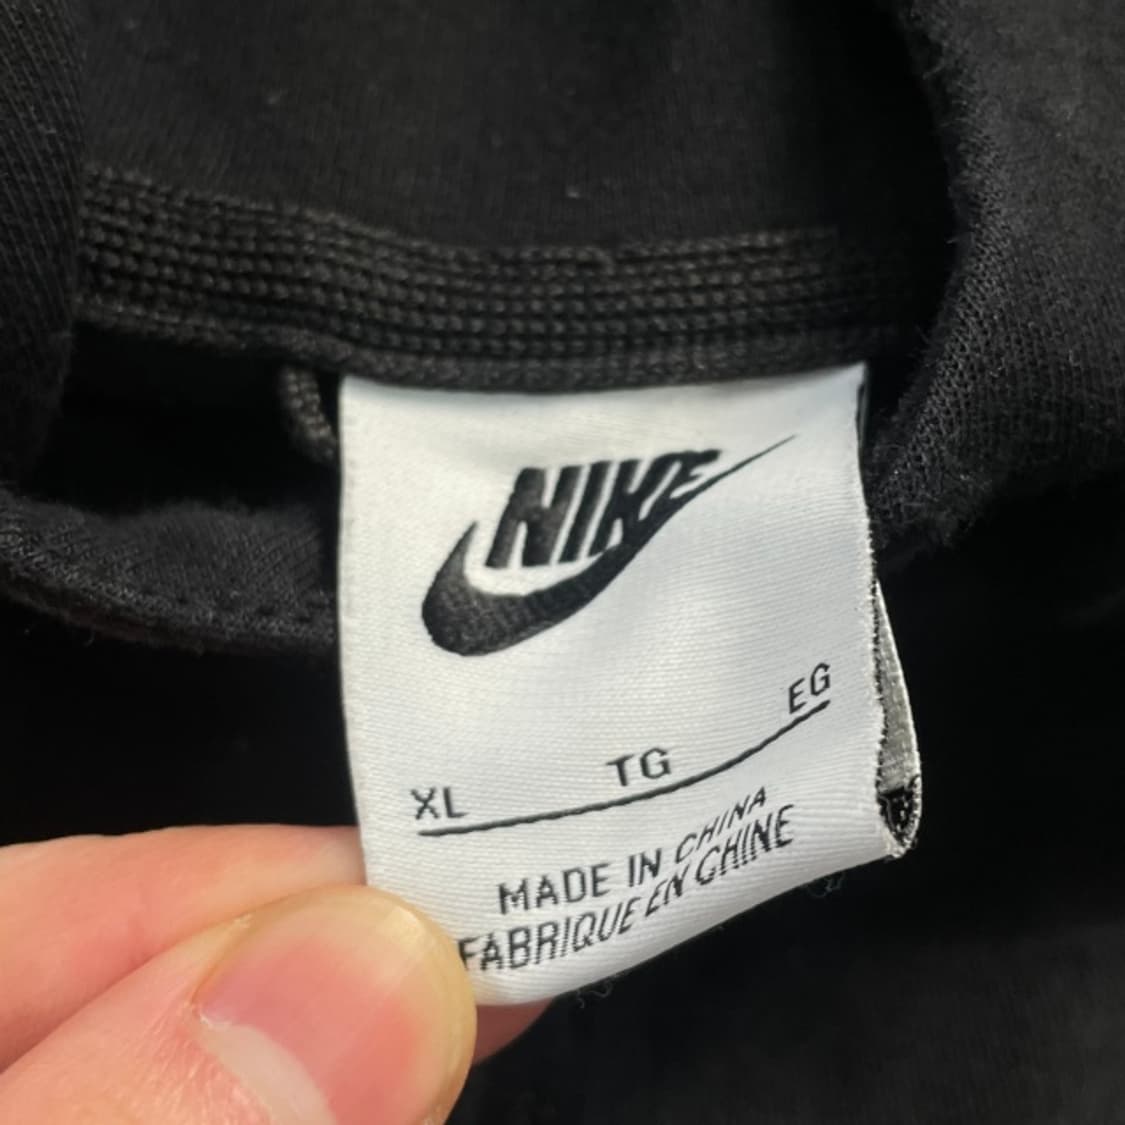 NIKE
XL TG EG
MADE IN CHINA
FABRIQUE EN CHINE